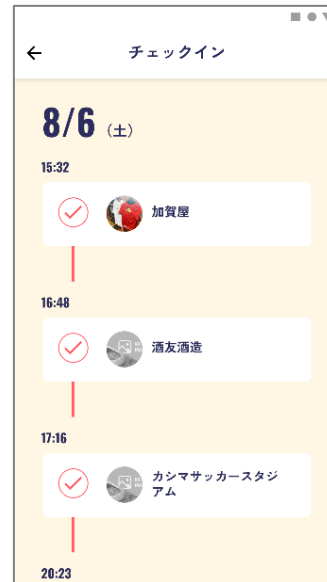 チェックイン
8/6 (土)
15:32
加賀屋
16:48
酒友酒造
17:16
カシマサッカースタジ
アム
20:23